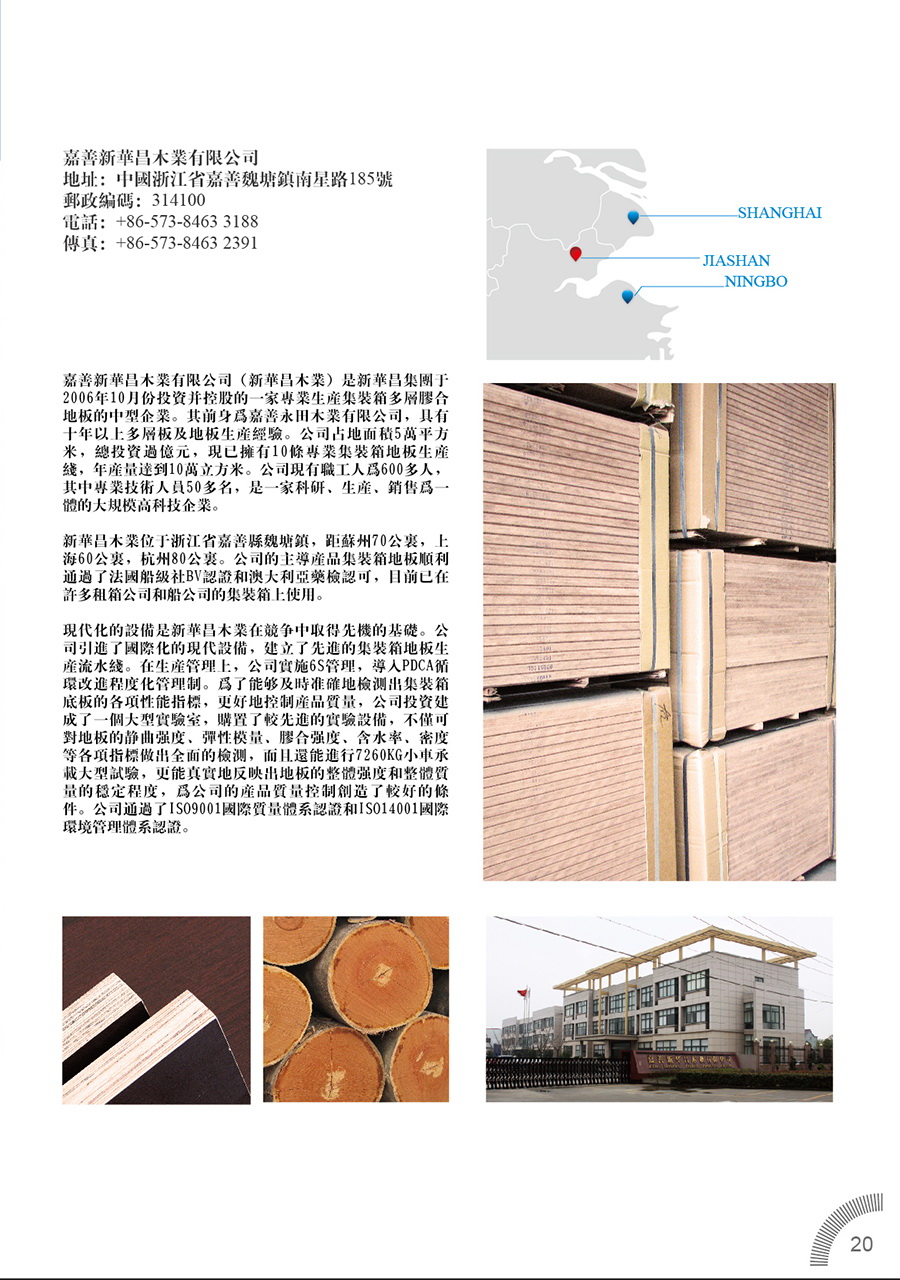 嘉善新華昌木業有限公司
地址：中國浙江省嘉善魏塘鎮南星路185號
郵政编碼：314100
電話：+86-573-8463 3188
傳真：+86-573-8463 2391
SHANGHAI
JIASHAN
NINGBO
嘉善新華昌木業有限公司（新華昌木業）是新華昌集團于
2006年10月份投資并控股的一家專業生産集裝箱多層膠合
地板的中型企業。其前身爲嘉善永田木業有限公司，具有
十年以上多層板及地板生産經驗。公司占地面積5萬平方
米，總投資過億元，現已擁有10條專業集裝箱地板生産
綫，年産量達到10萬立方米。公司現有職工人爲600多人，
其中專業技術人員50多名，是一家科研、生産、銷售爲一
體的大規模高科技企業。
新華昌木業位于浙江省嘉善縣魏塘鎮，距蘇州70公裏，上
海60公裏，杭州80公裏。公司的主導産品集裝箱地板順利
通過了法國船級社BV認證和澳大利亞藥檢認可，目前已在
許多租箱公司和船公司的集裝箱上使用。
現代化的設備是新華昌木業在競争中取得先機的基礎。公
司引進了國際化的現代設備，建立了先進的集裝箱地板生
産流水綫。在生産管理上，公司實施6S管理，導入PDCA循
環改進程度化管理制。爲了能够及時准確地檢測出集裝箱
底板的各項性能指標，更好地控制産品質量，公司投資建
成了一個大型實驗室，購置了較先進的實驗設備，不僅可
對地板的静曲强度、彈性模量、膠合强度、含水率、密度
等各項指標做出全面的檢測，而且還能進行7260KG小車承
載大型試驗，更能真實地反映出地板的整體强度和整體質
量的穩定程度，爲公司的産品質量控制創造了較好的條
件。公司通過了ISO9001國際質量體系認證和ISO14001國際
環境管理體系認證。
20